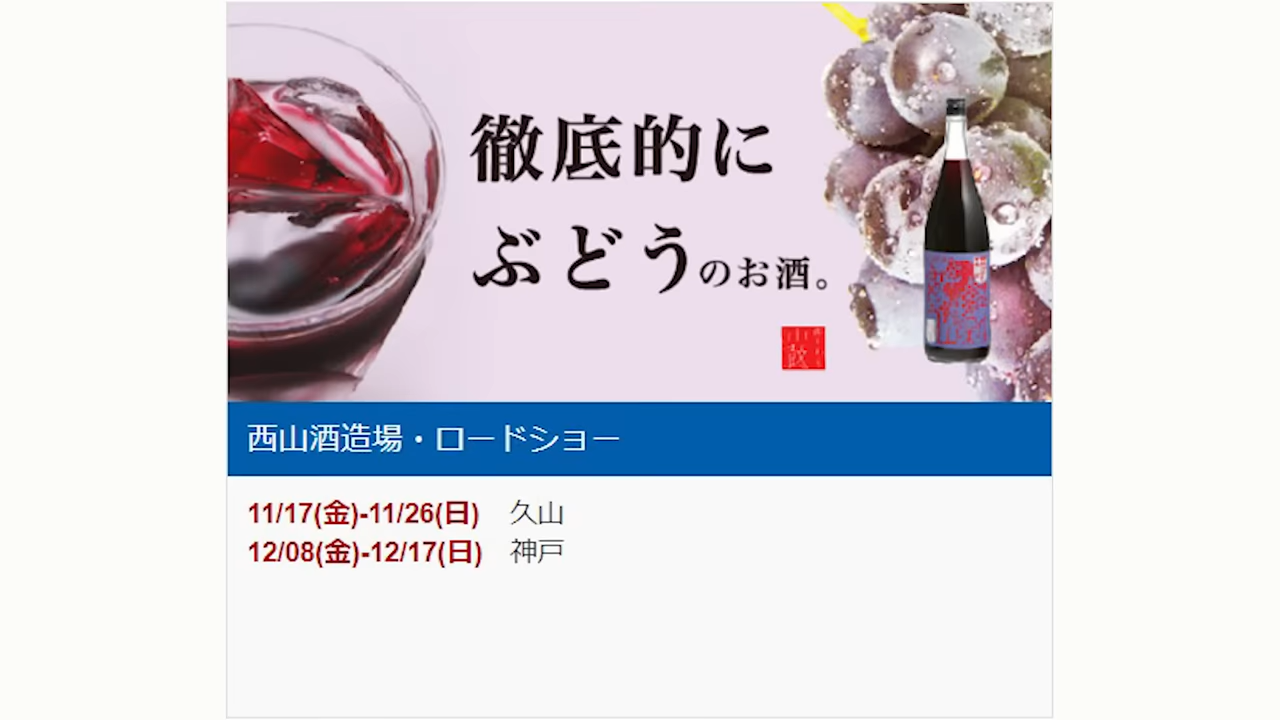 徹底的に
ぶどうのお酒。
西山酒造場・ロードショー
11/17(金)-11/26(日) 久山
12/08(金)-12/17(日) 神戸